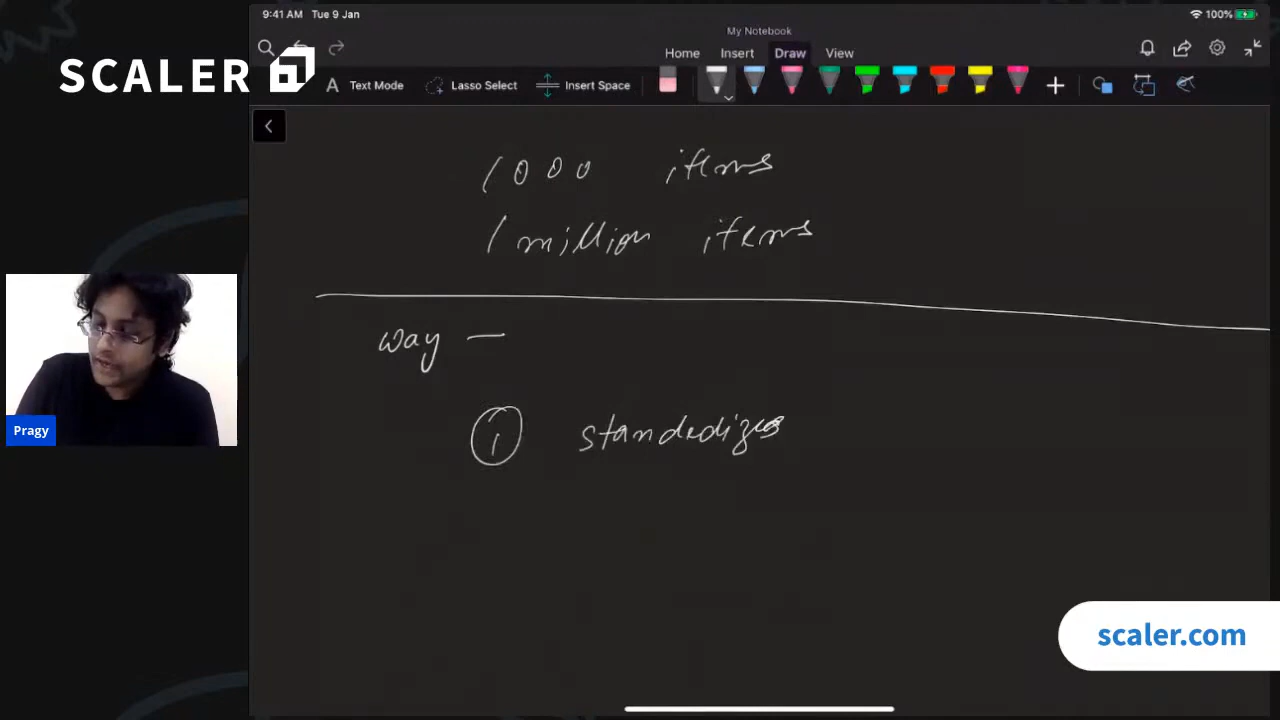 9:41 AM Tue 9 Jan
100%
My Notebook
SCALER
Home Insert Draw View
A Text Mode Lasso Select Insert Space
1000 items
1 million items
way —
Pragy
1 standedizes
scaler.com